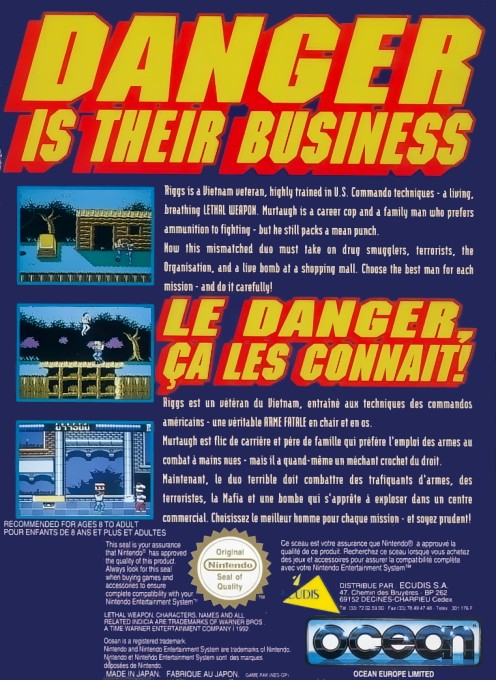 DANGER
IS THEIR BUSINESS
Riggs is a Vietnam veteran, highly trained in U.S. Commando techniques - a living,
breathing LETHAL WEAPON. Murtaugh is a career cop and a family man who prefers
ammunition to fighting - but he still packs a mean punch.
Now this mismatched duo must take on drug smugglers, terrorists, the
Organisation, and a live bomb at a shopping mall. Choose the best man for each
mission - and do it carefully!
LE DANGER,
ÇA LES CONNAIT!
Riggs est un vétéran du Vietnam, entraîné aux techniques des commandos
américains - une véritable ARME FATALE en chair et en os.
Murtaugh est flic de carrière et père de famille qui préfère l'emploi des armes au
combat à mains nues - mais il a quand-même un méchant crochet du droit.
Maintenant, le duo terrible doit combattre des trafiquants d'armes, des
terroristes, la Mafia et une bombe qui s'apprête à exploser dans un centre
commercial. Choisissez le meilleur homme pour chaque mission - et soyez prudent!
RECOMMENDED FOR AGES 8 TO ADULT
POUR ENFANTS DE 8 ANS ET PLUS ET ADULTES
This seal is your assurance
that Nintendo® has approved
the quality of this product.
Always look for this seal
when buying games and
accessories to ensure
complete compatibility with your
Nintendo Entertainment System™
Original
Nintendo
Seal of
Quality
Ce sceau est votre assurance que Nintendo® a approuvé la
qualité de ce produit. Recherchez ce sceau lorsque vous achetez
des jeux et accessoires pour assurer la compatibilité complète
avec votre Nintendo Entertainment System™
DISTRIBUE PAR ECUDIS S.A.
47, Chemin des Bruyères - BP 262
69152 DECINES-CHARPIEU Cedex
LETHAL WEAPON, CHARACTERS, NAMES AND ALL
RELATED INDICIA ARE TRADEMARKS OF WARNER BROS.
A TIME WARNER ENTERTAINMENT COMPANY 1992
Ocean is a registered trademark.
Nintendo and Nintendo Entertainment System are trademarks of Nintendo.
Nintendo et Nintendo Entertainment System sont des marques
déposées de Nintendo.
MADE IN JAPAN. FABRIQUE AU JAPON.
ocean
OCEAN EUROPE LIMITED